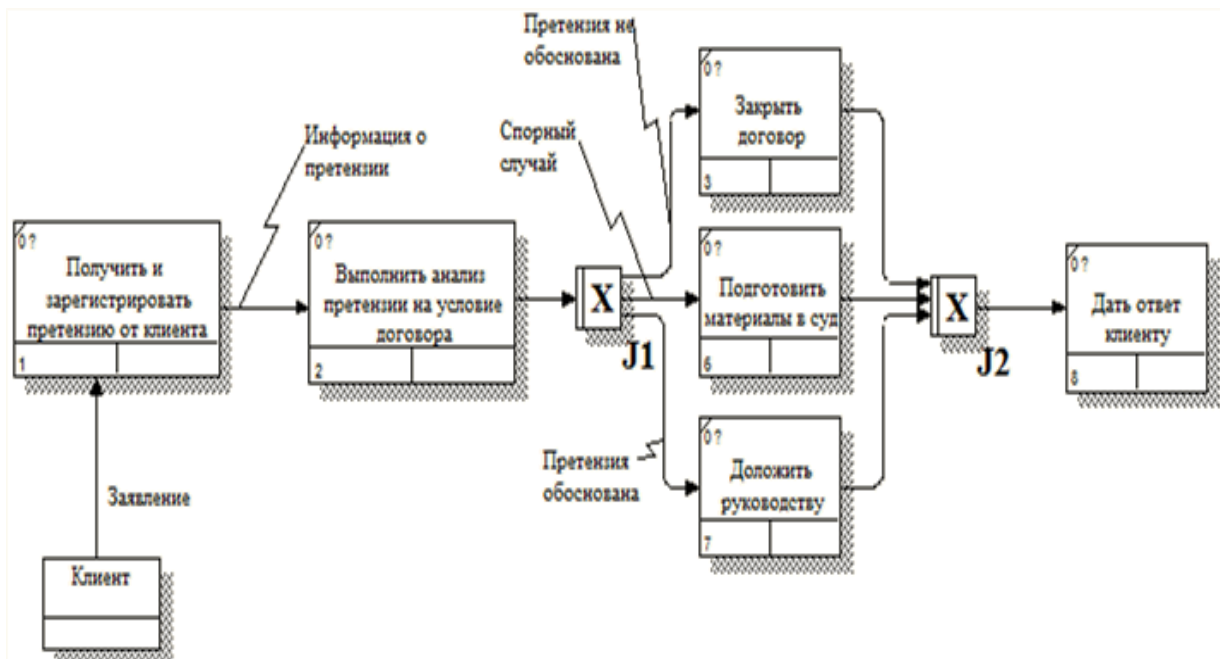 Претензия не
обоснована
0 ?
Закрыть
договор
3
Информация о
претензии
Спорный
случай
0 ?
Получить и
зарегистрировать
претензию от клиента
1
0 ?
Выполнить анализ
претензии на условие
договора
2
X
J1
0 ?
Подготовить
материалы в суд
6
X
J2
0 ?
Дать ответ
клиенту
8
Претензия
обоснована
0 ?
Доложить
руководству
7
Заявление
Клиент